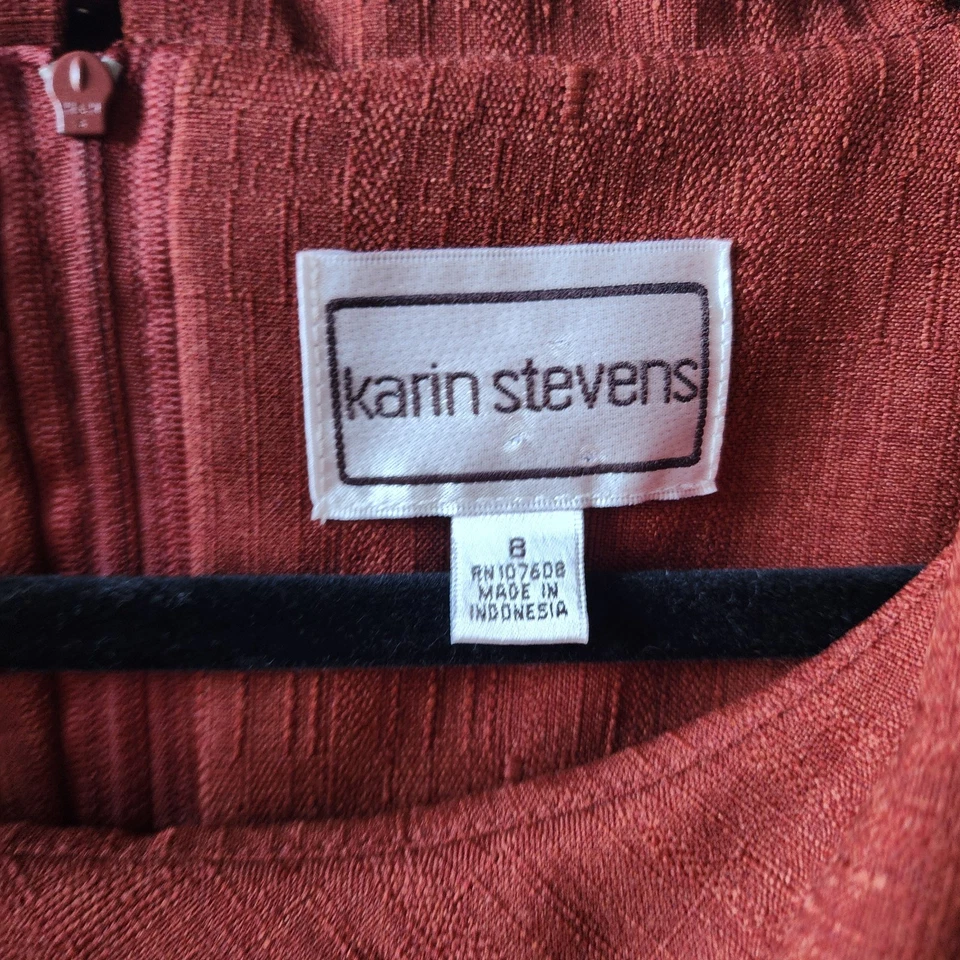 karin stevens
8
RN107608
MADE IN
INDONESIA